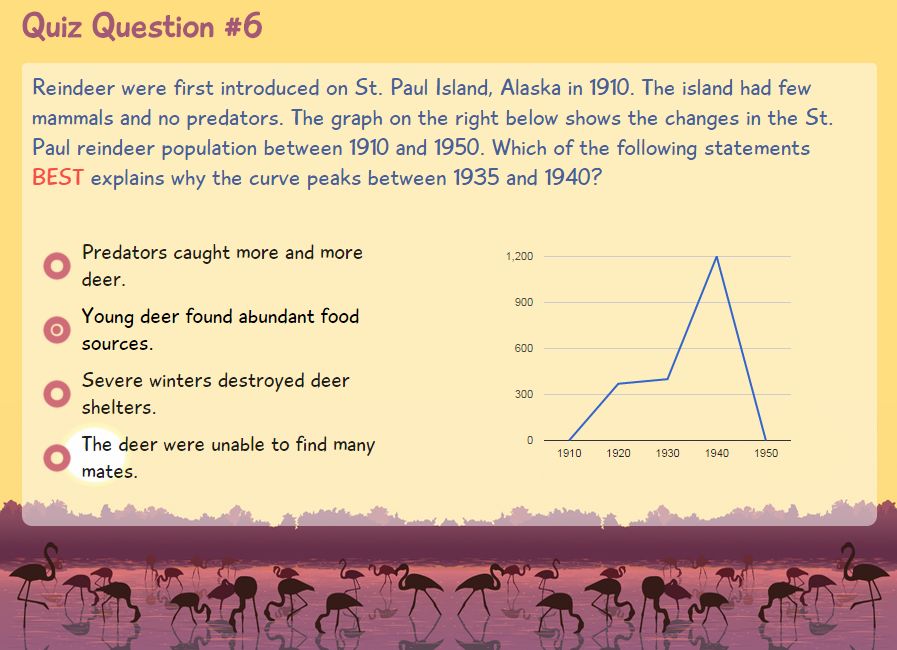 Quiz Question #6
Reindeer were first introduced on St. Paul Island, Alaska in 1910. The island had few
mammals and no predators. The graph on the right below shows the changes in the St.
Paul reindeer population between 1910 and 1950. Which of the following statements
BEST explains why the curve peaks between 1935 and 1940?
Predators caught more and more
deer.
Young deer found abundant food
sources.
Severe winters destroyed deer
shelters.
The deer were unable to find many
mates.
1,200
900
600
300
0
1910 1920 1930 1940 1950